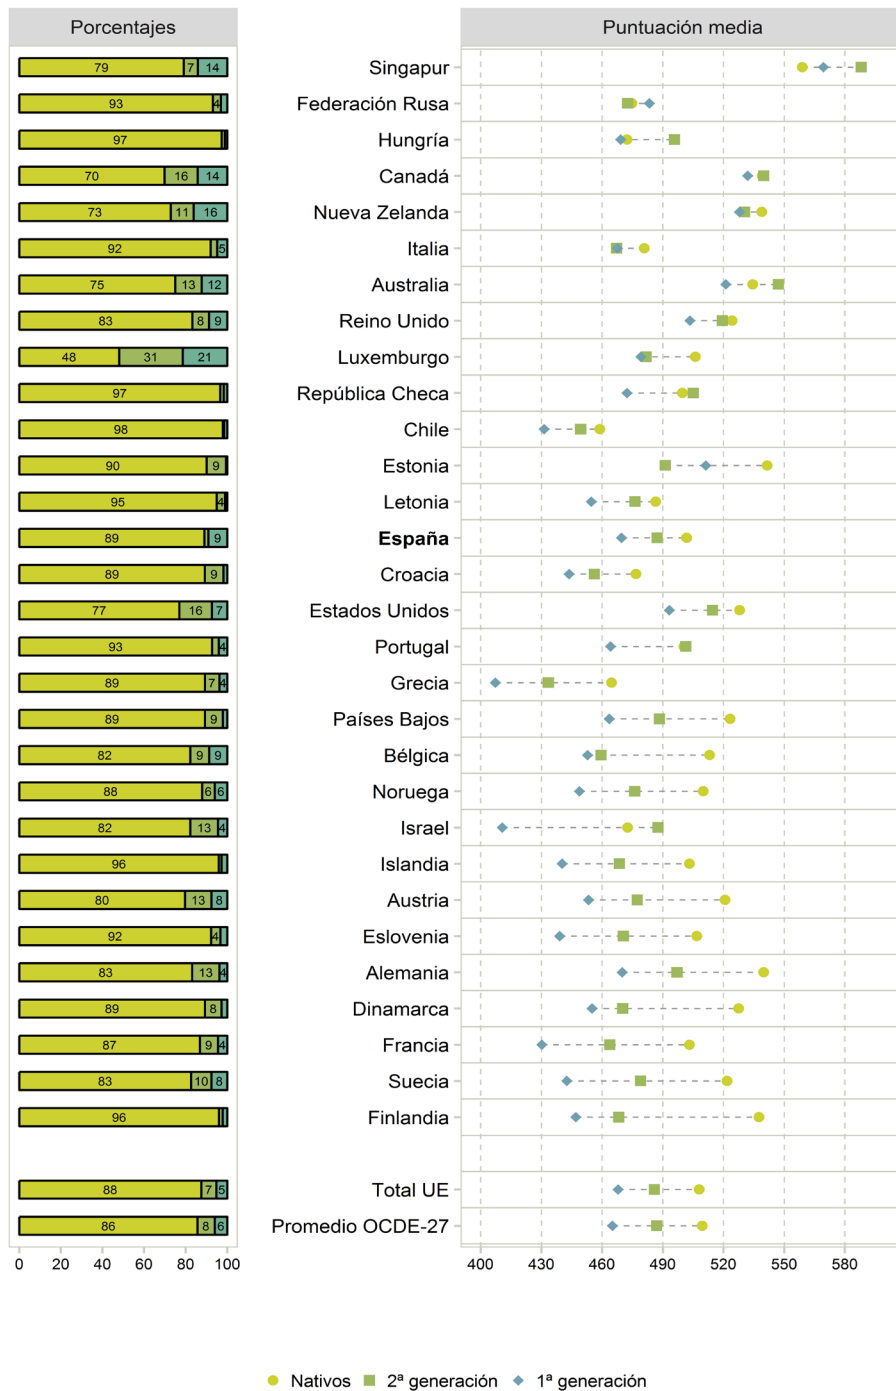 Porcentajes Puntuación media
79 7 14 Singapur
93 4 Federación Rusa
97 Hungría
70 16 14 Canadá
73 11 16 Nueva Zelanda
92 5 Italia
75 13 12 Australia
83 8 9 Reino Unido
48 31 21 Luxemburgo
97 República Checa
98 Chile
90 9 Estonia
95 4 Letonia
89 9 España
89 9 Croacia
77 16 7 Estados Unidos
93 4 Portugal
89 7 4 Grecia
89 9 Países Bajos
82 9 9 Bélgica
88 6 6 Noruega
82 13 4 Israel
96 Islandia
80 13 8 Austria
92 4 Eslovenia
83 13 4 Alemania
89 8 Dinamarca
87 9 4 Francia
83 10 8 Suecia
96 Finlandia
88 7 5 Total UE
86 8 6 Promedio OCDE-27
0 20 40 60 80 100 400 430 460 490 520 550 580
Nativos 2ª generación 1ª generación